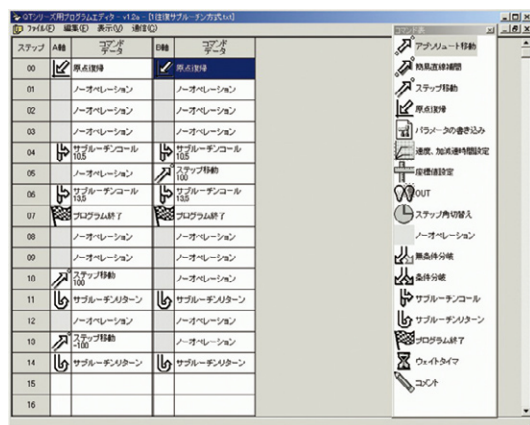 GTシリーズ用プログラムエディタ - v1.2a - [1往復サブルーチン方式.txt]
ファイル(F) 編集(E) 表示(V) 通信(C)
ステップ A軸 コマンド データ B軸 コマンド データ
00 原点復帰 原点復帰
01 ノーオペレーション ノーオペレーション
02 ノーオペレーション ノーオペレーション
03 ノーオペレーション ノーオペレーション
04 サブルーチンコール サブルーチンコール
10,5 10,5
05 ノーオペレーション ステップ移動
100
06 サブルーチンコール サブルーチンコール
13,5 13,5
07 プログラム終了 プログラム終了
08 ノーオペレーション ノーオペレーション
09 ノーオペレーション ノーオペレーション
10 ステップ移動 ノーオペレーション
100
11 サブルーチンリターン サブルーチンリターン
12 ノーオペレーション ノーオペレーション
13 ステップ移動 ノーオペレーション
-100
14 サブルーチンリターン サブルーチンリターン
15
16
コマンド表
アブソリュート移動
簡易直線補間
ステップ移動
原点復帰
パラメータの書き込み
速度、加減速時間設定
座標値設定
OUT
ステップ角切替え
ノーオペレーション
無条件分岐
条件分岐
サブルーチンコール
サブルーチンリターン
プログラム終了
ウェイトタイマ
コメント